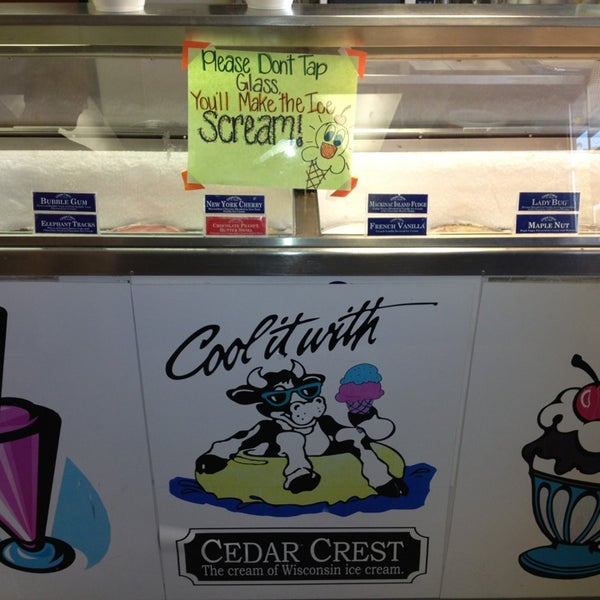 Please Dont Tap
Glass,
You'll Make the Ice
SCREAM!
BUBBLE GUM
ELEPHANT TRACKS
NEW YORK CHERRY
CHOCOLATE PEANUT
BUTTER
MACKINAC ISLAND FUDGE
FRENCH VANILLA
LADY BUG
MAPLE NUT
Cool it with
CEDAR CREST
The cream of Wisconsin ice cream.